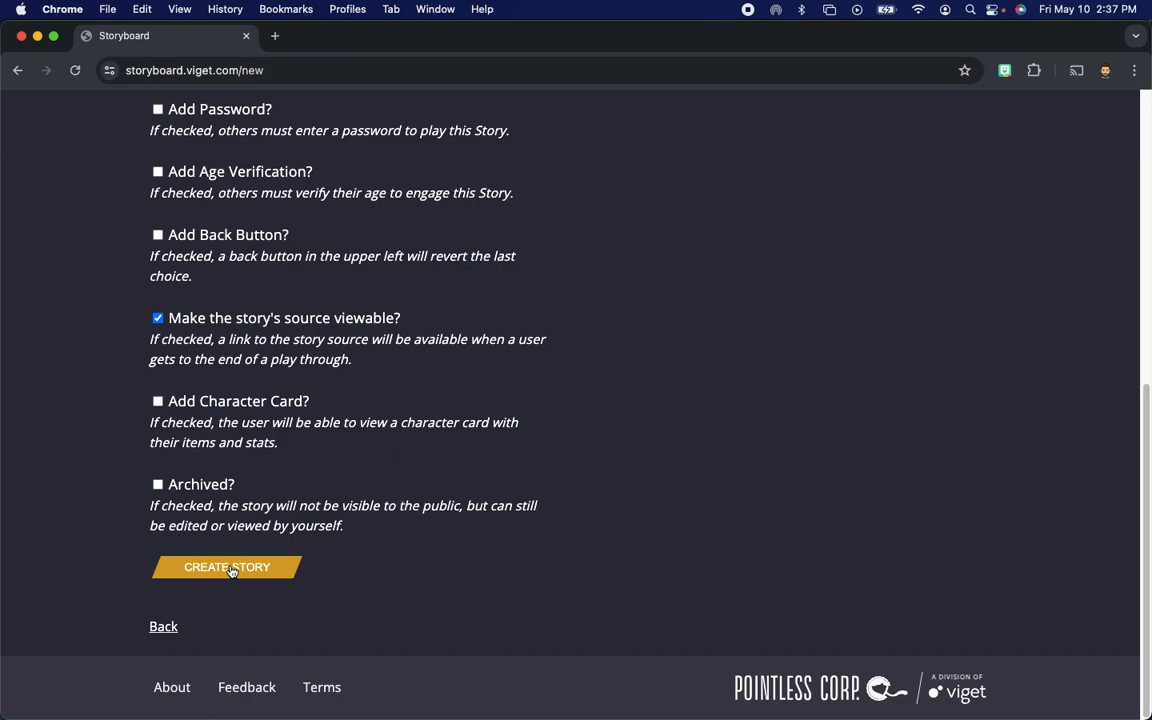 Chrome File Edit View History Bookmarks Profiles Tab Window Help Fri May 10 2:37 PM
Storyboard
storyboard.viget.com/new
Add Password?
If checked, others must enter a password to play this Story.
Add Age Verification?
If checked, others must verify their age to engage this Story.
Add Back Button?
If checked, a back button in the upper left will revert the last
choice.
Make the story's source viewable?
If checked, a link to the story source will be available when a user
gets to the end of a play through.
Add Character Card?
If checked, the user will be able to view a character card with
their items and stats.
Archived?
If checked, the story will not be visible to the public, but can still
be edited or viewed by yourself.
CREATE STORY
Back
About Feedback Terms
POINTLESS CORP. A DIVISION OF
viget